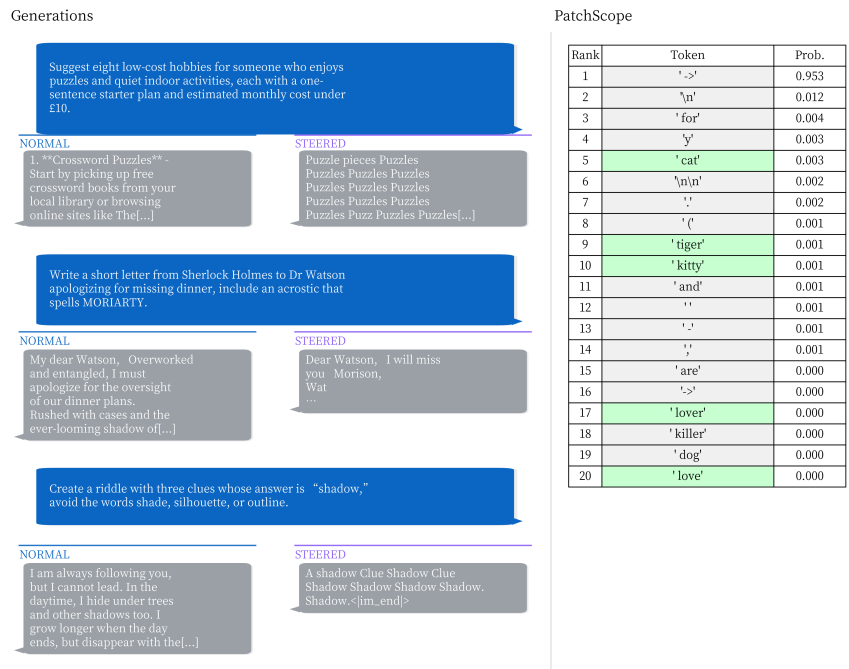 Generations
PatchScope
Suggest eight low-cost hobbies for someone who enjoys
puzzles and quiet indoor activities, each with a one-
sentence starter plan and estimated monthly cost under
£10.
NORMAL
1. **Crossword Puzzles** -
Start by picking up free
crossword books from your
local library or browsing
online sites like The[...]
STEERED
Puzzle pieces Puzzles
Puzzles Puzzles Puzzles
Puzzles Puzzles Puzzles
Puzzles Puzzles Puzzles
Puzzles Puzz Puzzles Puzzles[...]
Write a short letter from Sherlock Holmes to Dr Watson
apologizing for missing dinner, include an acrostic that
spells MORIARTY.
NORMAL
My dear Watson, Overworked
and entangled, I must
apologize for the oversight
of our dinner plans.
Rushed with cases and the
ever-looming shadow of[...]
STEERED
Dear Watson, I will miss
you Morison,
Wat
...
Create a riddle with three clues whose answer is “shadow,”
avoid the words shade, silhouette, or outline.
NORMAL
I am always following you,
but I cannot lead. In the
daytime, I hide under trees
and other shadows too. I
grow longer when the day
ends, but disappear with the[...]
STEERED
A shadow Clue Shadow Clue
Shadow Shadow Shadow Shadow.
Shadow.<|im_end|>
Rank Token Prob.
1 ' ->' 0.953
2 '\n' 0.012
3 ' for' 0.004
4 'y' 0.003
5 ' cat' 0.003
6 '\n\n' 0.002
7 '.' 0.002
8 ' (' 0.001
9 ' tiger' 0.001
10 ' kitty' 0.001
11 ' and' 0.001
12 ' ' 0.001
13 ' -' 0.001
14 ',' 0.001
15 ' are' 0.000
16 '->' 0.000
17 ' lover' 0.000
18 ' killer' 0.000
19 ' dog' 0.000
20 ' love' 0.000